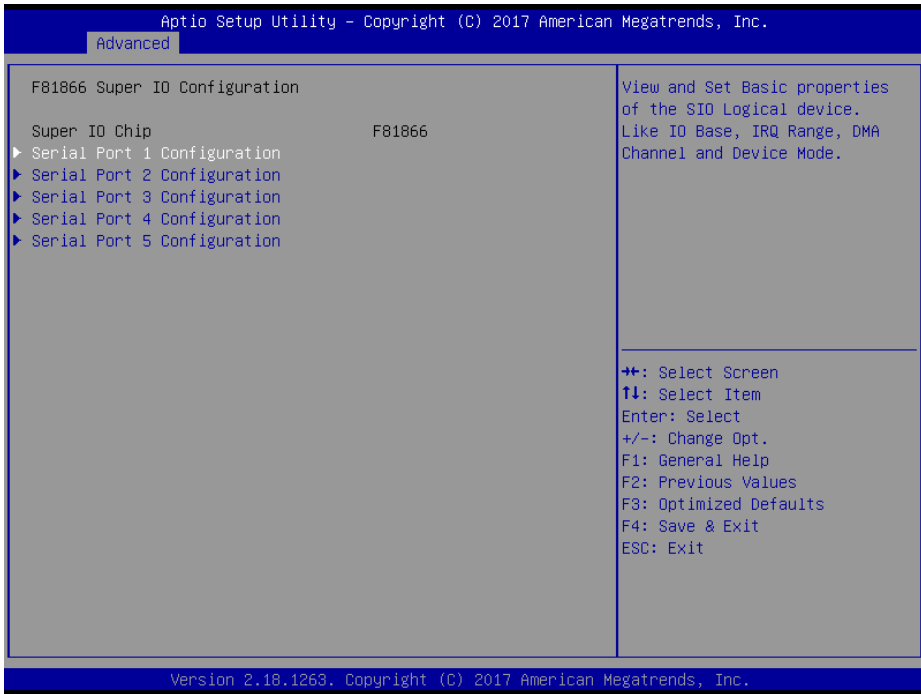 Aptio Setup Utility – Copyright (C) 2017 American Megatrends, Inc.
Advanced
F81866 Super IO Configuration
Super IO Chip F81866
Serial Port 1 Configuration
Serial Port 2 Configuration
Serial Port 3 Configuration
Serial Port 4 Configuration
Serial Port 5 Configuration
View and Set Basic properties
of the SIO Logical device.
Like IO Base, IRQ Range, DMA
Channel and Device Mode.
→←: Select Screen
↑↓: Select Item
Enter: Select
+/-: Change Opt.
F1: General Help
F2: Previous Values
F3: Optimized Defaults
F4: Save & Exit
ESC: Exit
Version 2.18.1263. Copyright (C) 2017 American Megatrends, Inc.